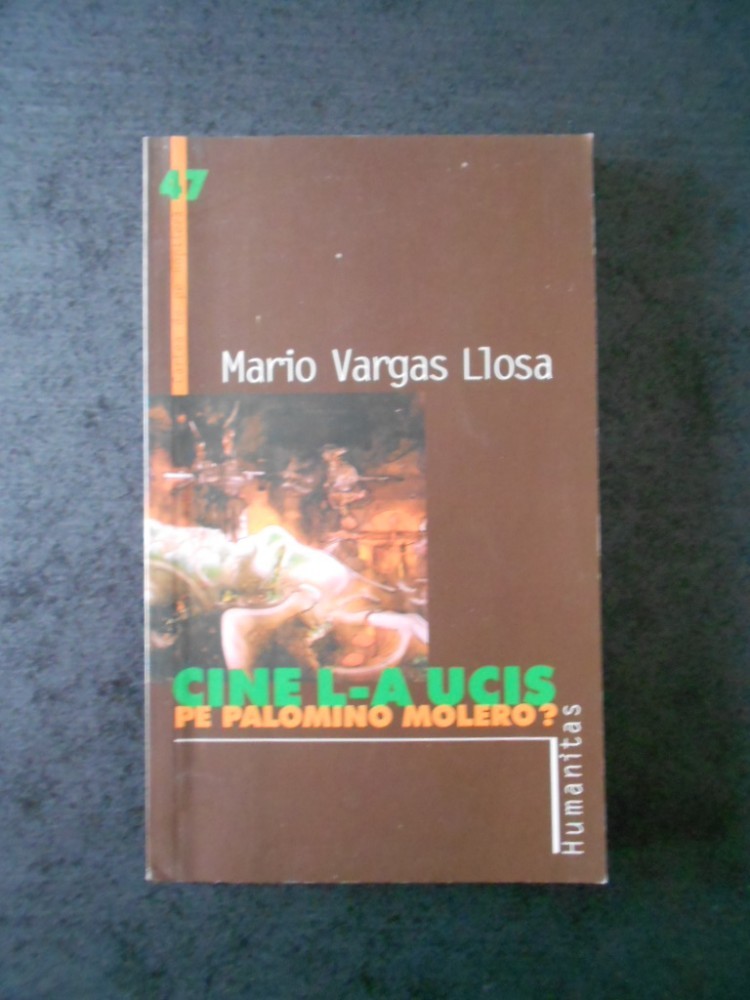 47
Mario Vargas Llosa
CINE L-A UCIS
PE PALOMINO MOLERO?
Humanitas